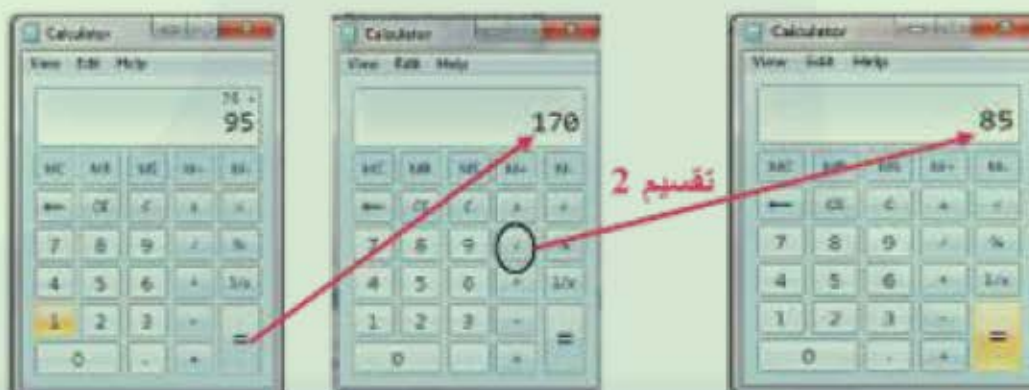 Calculator
View Edit Help
95
MC MR MS M+ M-
← CE C
7 8 9 / %
4 5 6 * 1/x
1 2 3 - =
0 . +
Calculator
View Edit Help
170
MC MR MS M+ M-
← CE C
7 8 9 / %
4 5 6 1/x
1 2 3 - =
0 +
تقسيم 2
Calculator
View Edit Help
85
MC MR MS M+ M-
← CE C
7 8 9 / %
4 5 6 * 1/x
1 2 3 - =
0 . +